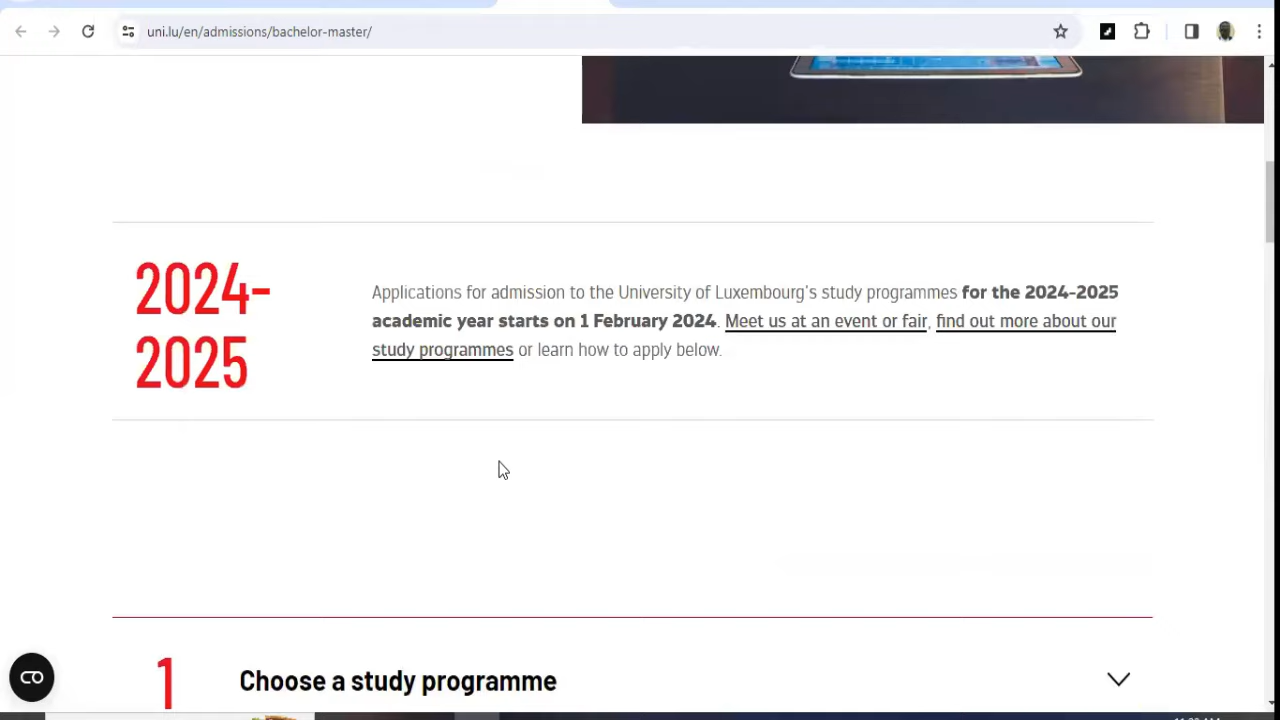 uni.lu/en/admissions/bachelor-master/
2024-
2025
Applications for admission to the University of Luxembourg's study programmes for the 2024-2025
academic year starts on 1 February 2024. Meet us at an event or fair, find out more about our
study programmes or learn how to apply below.
1
Choose a study programme